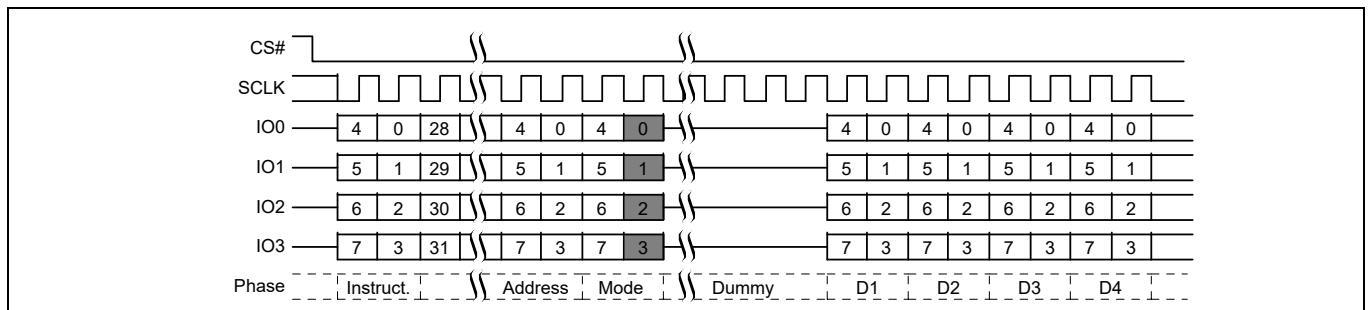 CS#
SCLK
IO0 4 0 28 4 0 4 0 4 0 4 0 4 0 4 0
IO1 5 1 29 5 1 5 1 5 1 5 1 5 1 5 1
IO2 6 2 30 6 2 6 2 6 2 6 2 6 2 6 2
IO3 7 3 31 7 3 7 3 7 3 7 3 7 3 7 3
Phase Instruct. Address Mode Dummy D1 D2 D3 D4